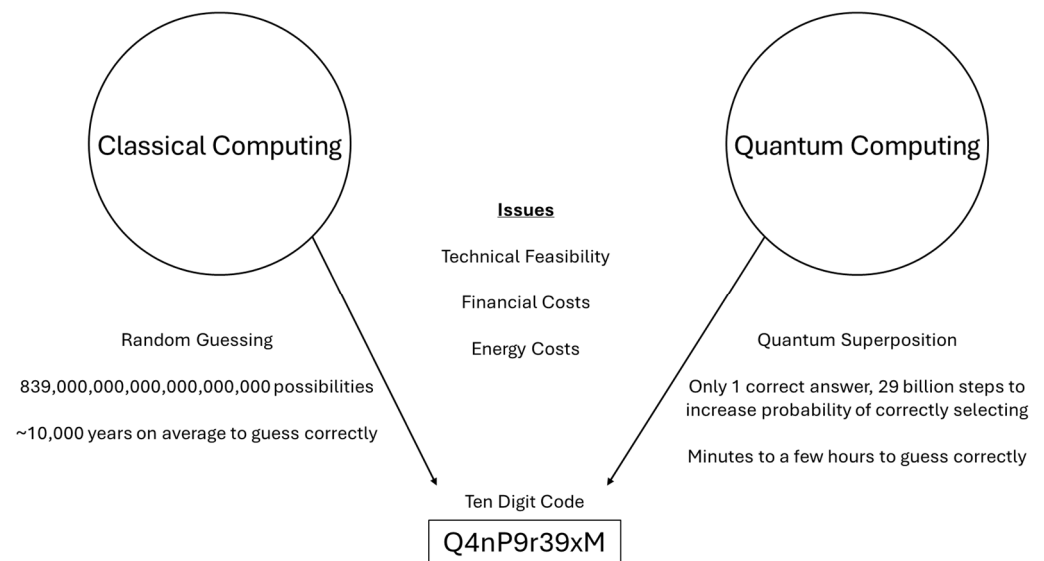 Classical Computing
Quantum Computing
Issues
Technical Feasibility
Financial Costs
Energy Costs
Random Guessing
839,000,000,000,000,000,000 possibilities
~10,000 years on average to guess correctly
Quantum Superposition
Only 1 correct answer, 29 billion steps to
increase probability of correctly selecting
Minutes to a few hours to guess correctly
Ten Digit Code
Q4nP9r39xM